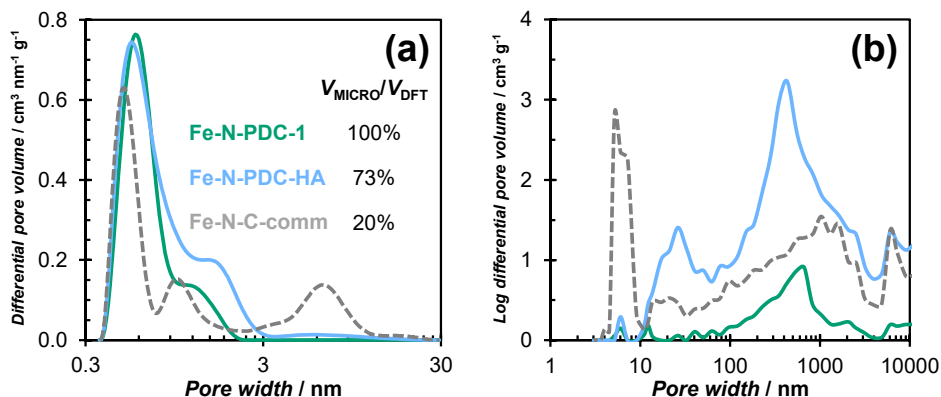 (a)
Differential pore volume / cm³ nm⁻¹ g⁻¹
0.8
0.6
0.4
0.2
0.0
V_MICRO/V_DFT
Fe-N-PDC-1 100%
Fe-N-PDC-HA 73%
Fe-N-C-comm 20%
0.3 3 30
Pore width / nm
(b)
Log differential pore volume / cm³ g⁻¹
4
3
2
1
0
1 10 100 1000 10000
Pore width / nm